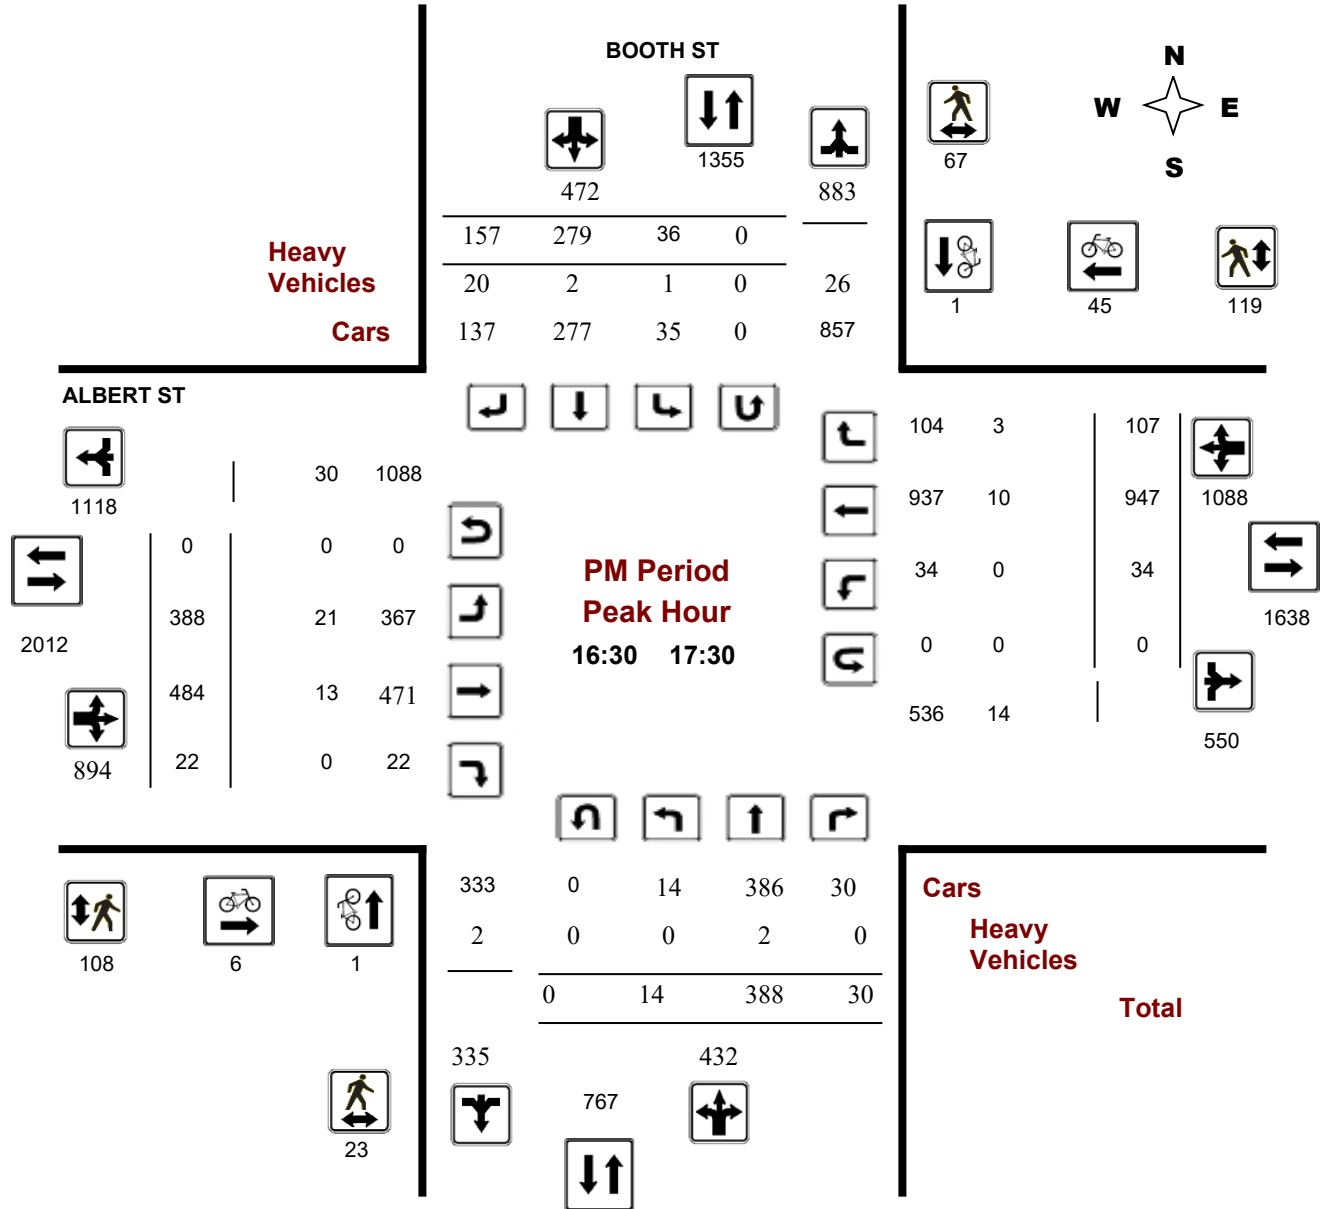 BOOTH ST
N
W E
S
1355
67
472 883
157 279 36 0
Heavy
Vehicles 20 2 1 0 26
Cars 137 277 35 0 857
1 45 119
ALBERT ST
104 3 107
30 1088
1118
937 10 947 1088
0 0 0
PM Period
34 0 34
Peak Hour
388 21 367 1638
2012 16:30 17:30 0 0 0
484 13 471
536 14
550
894 22 0 22
333 0 14 386 30 Cars
2 0 0 2 0 Heavy
Vehicles
108 6 1
0 14 388 30 Total
335 432
767
23